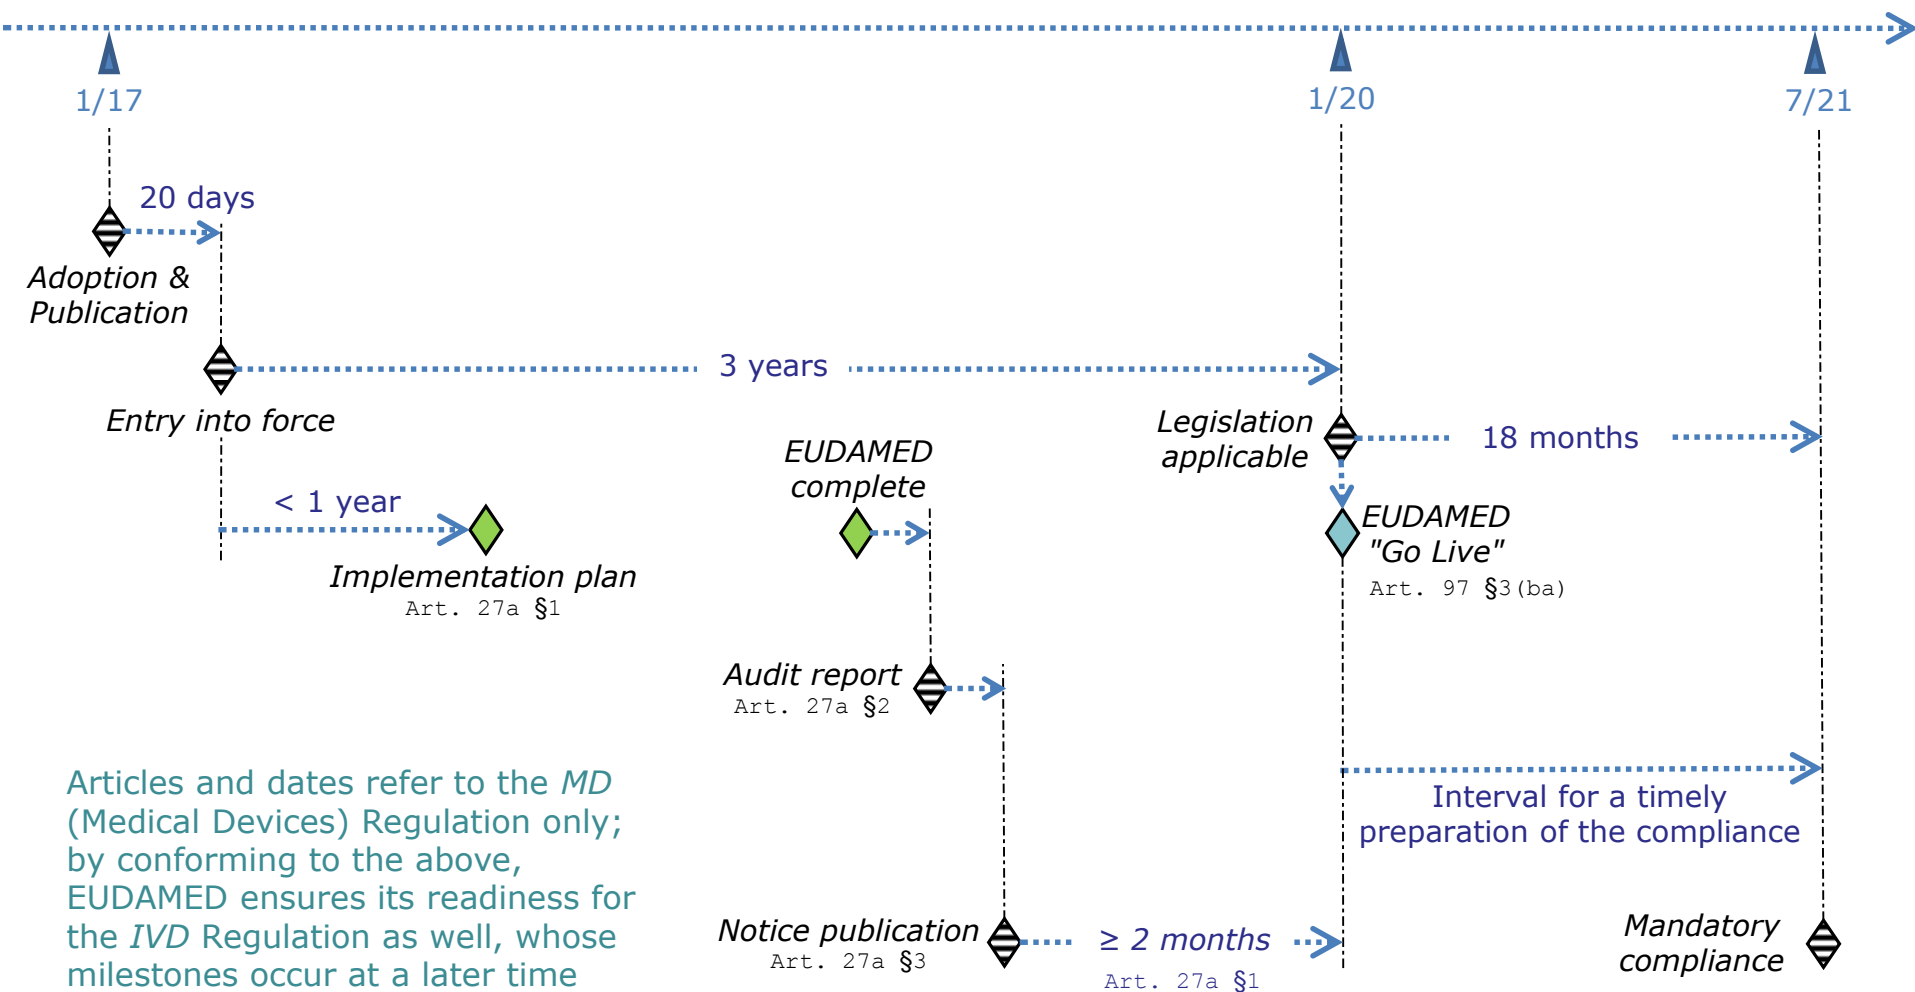 1/17
1/20
7/21
20 days
Adoption &
Publication
3 years
Entry into force
Legislation
applicable
18 months
EUDAMED
complete
< 1 year
EUDAMED
"Go Live"
Art. 97 §3(ba)
Implementation plan
Art. 27a §1
Audit report
Art. 27a §2
Articles and dates refer to the MD
(Medical Devices) Regulation only;
by conforming to the above,
EUDAMED ensures its readiness for
the IVD Regulation as well, whose
milestones occur at a later time
Interval for a timely
preparation of the compliance
Notice publication
Art. 27a §3
≥ 2 months
Art. 27a §1
Mandatory
compliance